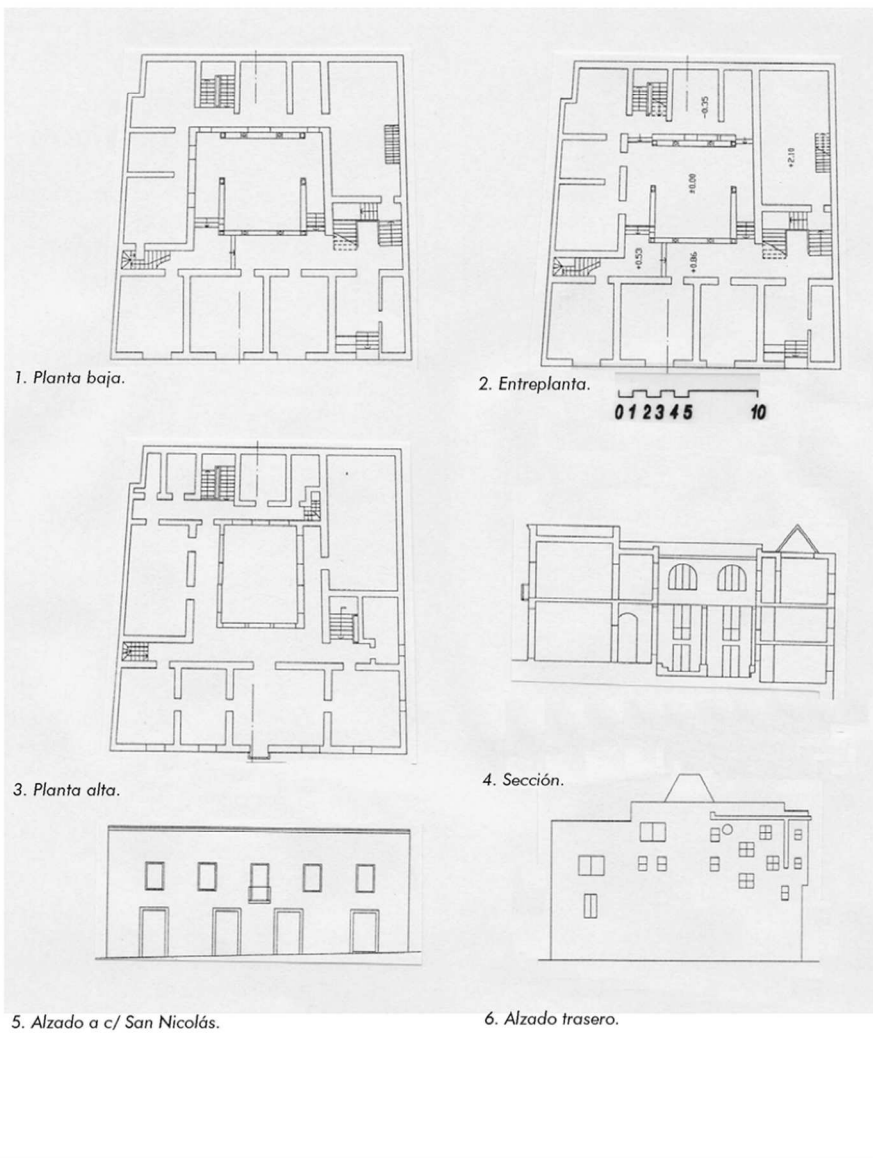 -0.35
+2.10
±0.00
+0.53
+0.86
1. Planta baja.
2. Entreplanta.
0 1 2 3 4 5 10
3. Planta alta.
4. Sección.
5. Alzado a c/ San Nicolás.
6. Alzado trasero.